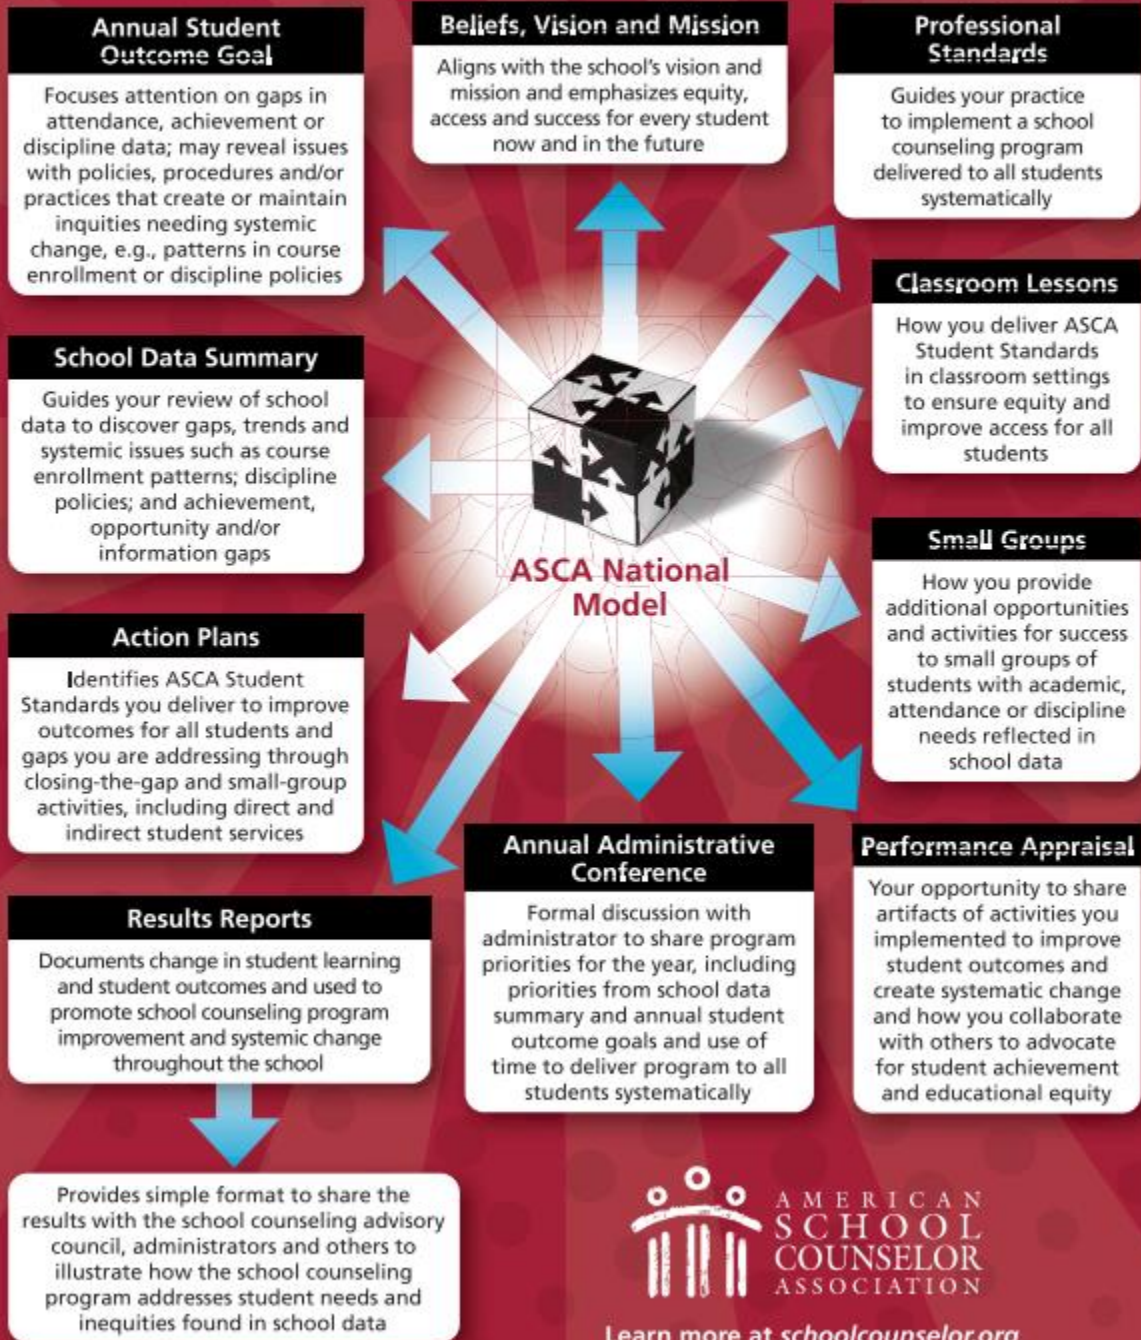 Annual Student
Outcome Goal
Focuses attention on gaps in
attendance, achievement or
discipline data; may reveal issues
with policies, procedures and/or
practices that create or maintain
inquities needing systemic
change, e.g., patterns in course
enrollment or discipline policies
Beliefs, Vision and Mission
Aligns with the school's vision and
mission and emphasizes equity,
access and success for every student
now and in the future
Professional
Standards
Guides your practice
to implement a school
counseling program
delivered to all students
systematically
School Data Summary
Guides your review of school
data to discover gaps, trends and
systemic issues such as course
enrollment patterns; discipline
policies; and achievement,
opportunity and/or
information gaps
Classroom Lessons
How you deliver ASCA
Student Standards
in classroom settings
to ensure equity and
improve access for all
students
ASCA National
Model
Small Groups
How you provide
additional opportunities
and activities for success
to small groups of
students with academic,
attendance or discipline
needs reflected in
school data
Action Plans
Identifies ASCA Student
Standards you deliver to improve
outcomes for all students and
gaps you are addressing through
closing-the-gap and small-group
activities, including direct and
indirect student services
Results Reports
Documents change in student learning
and student outcomes and used to
promote school counseling program
improvement and systemic change
throughout the school
Annual Administrative
Conference
Formal discussion with
administrator to share program
priorities for the year, including
priorities from school data
summary and annual student
outcome goals and use of
time to deliver program to all
students systematically
Performance Appraisal
Your opportunity to share
artifacts of activities you
implemented to improve
student outcomes and
create systematic change
and how you collaborate
with others to advocate
for student achievement
and educational equity
Provides simple format to share the
results with the school counseling advisory
council, administrators and others to
illustrate how the school counseling
program addresses student needs and
inequities found in school data
AMERICAN
SCHOOL
COUNSELOR
ASSOCIATION
Learn more at schoolcounselor.org